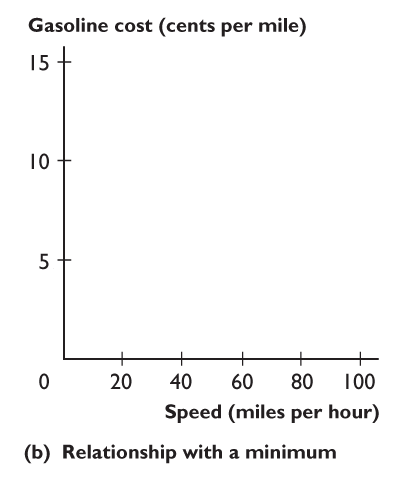 Gasoline cost (cents per mile)
15
10
5
0 20 40 60 80 100
Speed (miles per hour)
(b) Relationship with a minimum